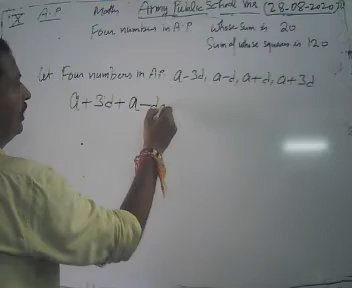 X A.P Maths Army Public School (28-08-2020)
Four numbers in A.P whose sum is 20
Sum of whose squares is 120
Let Four numbers in AP a-3d, a-d, a+d, a+3d
a+3d+a-d